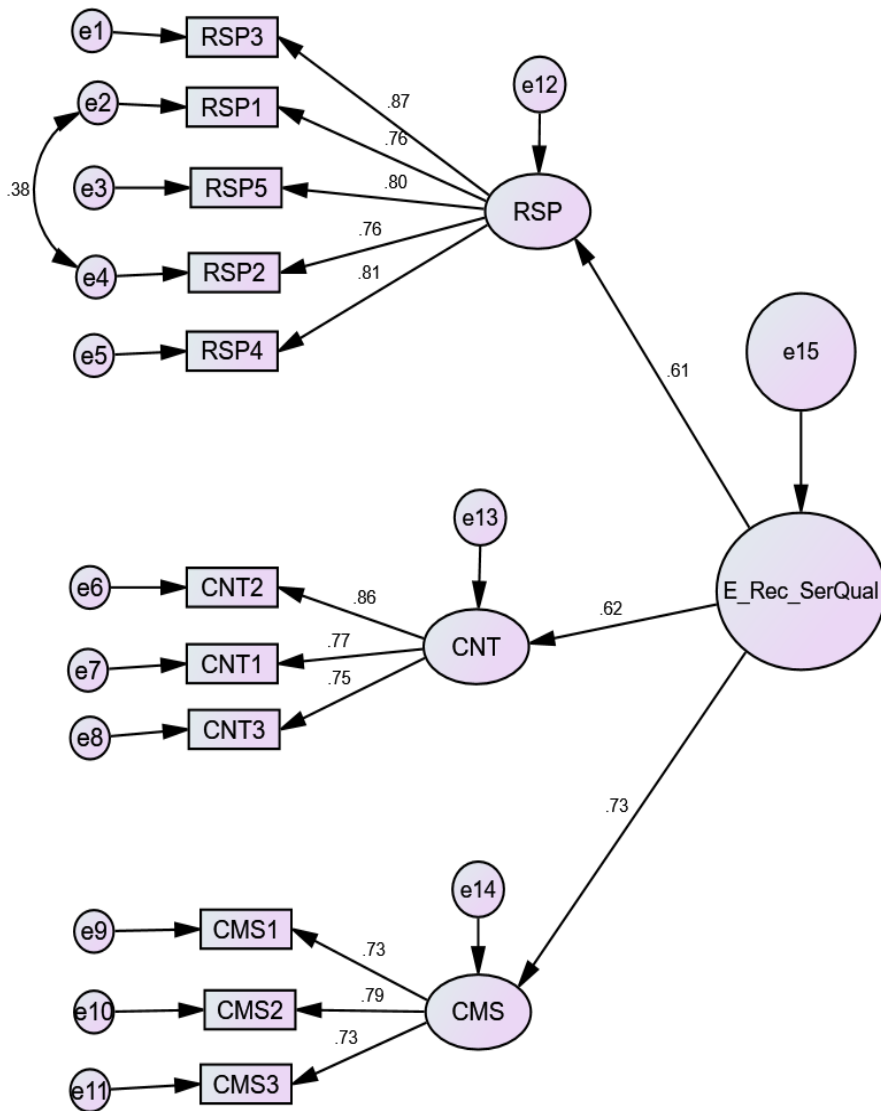 e1
RSP3
e2
RSP1
e3
RSP5
e4
RSP2
e5
RSP4
.38
.87
.76
.80
.76
.81
e12
RSP
.61
e15
E_Rec_SerQual
e13
e6
CNT2
e7
CNT1
e8
CNT3
.86
.77
.75
CNT
.62
.73
e14
e9
CMS1
e10
CMS2
e11
CMS3
.73
.79
.73
CMS